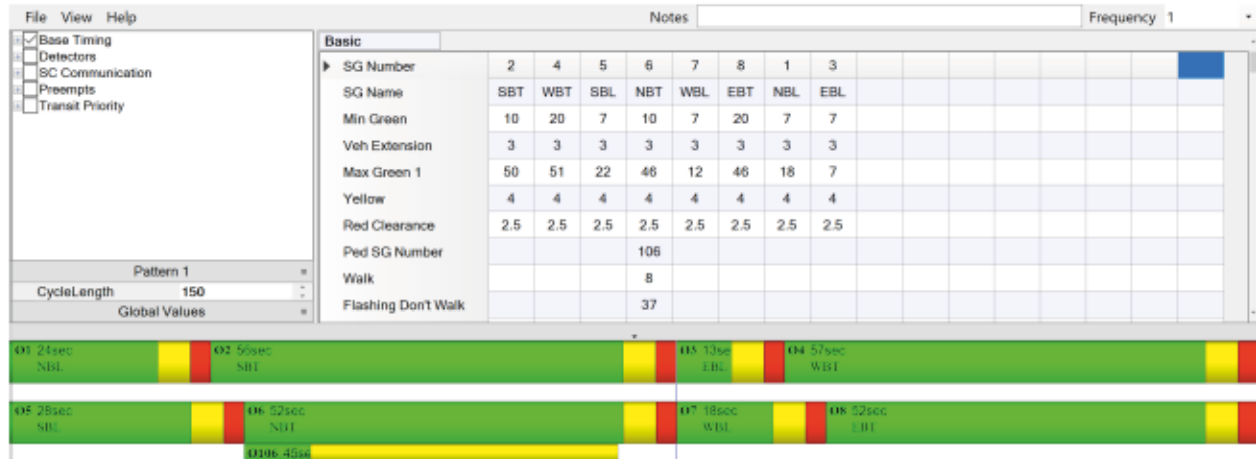 File View Help Notes Frequency 1
Base Timing
Detectors
SC Communication
Preempts
Transit Priority
Pattern 1
CycleLength 150
Global Values
Basic
SG Number 2 4 5 6 7 8 1 3
SG Name SBT WBT SBL NBT WBL EBT NBL EBL
Min Green 10 20 7 10 7 20 7 7
Veh Extension 3 3 3 3 3 3 3 3
Max Green 1 50 51 22 46 12 46 18 7
Yellow 4 4 4 4 4 4 4 4
Red Clearance 2.5 2.5 2.5 2.5 2.5 2.5 2.5 2.5
Ped SG Number 106
Walk 8
Flashing Don't Walk 37
O1 24sec O2 56sec O3 13se O4 57sec
NBL SBT EBL WBT
O5 28sec O6 52sec O7 18sec O8 52sec
SBL NBT WBL EBT
O106 45se